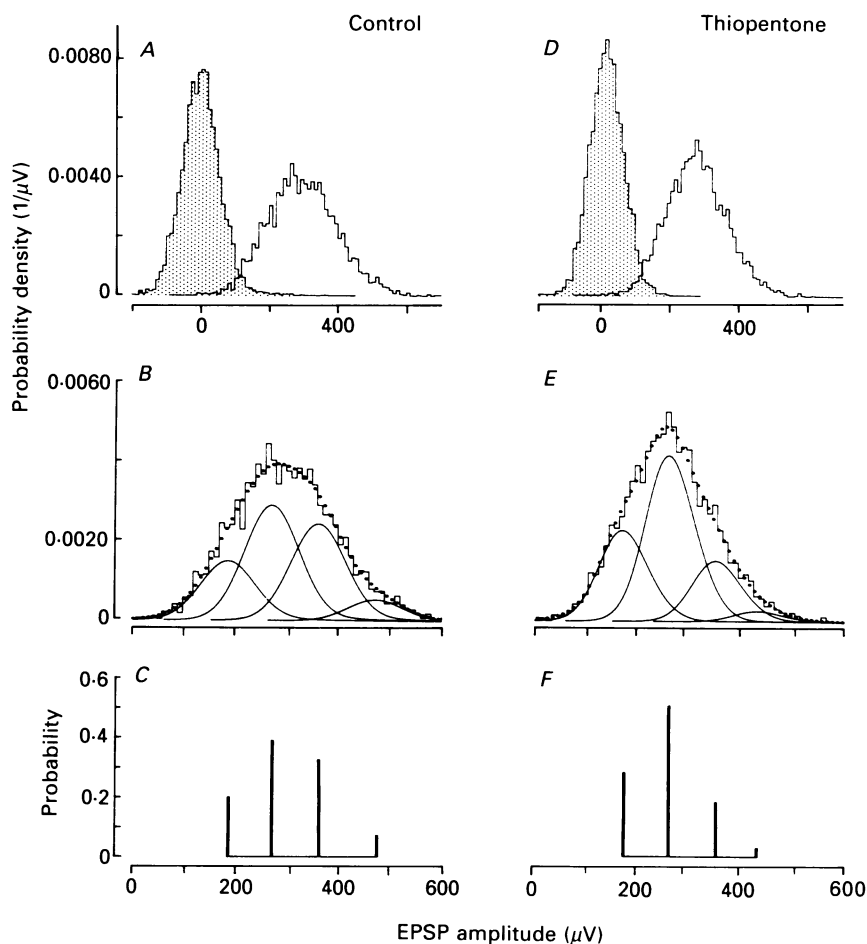 Control
Thiopentone
A
D
0·0080
0·0040
0
Probability density (1/µV)
0 400
0 400
B
E
0·0060
0·0020
0
C
F
0·6
0·4
0·2
0
Probability
0 200 400 600
0 200 400 600
EPSP amplitude (µV)